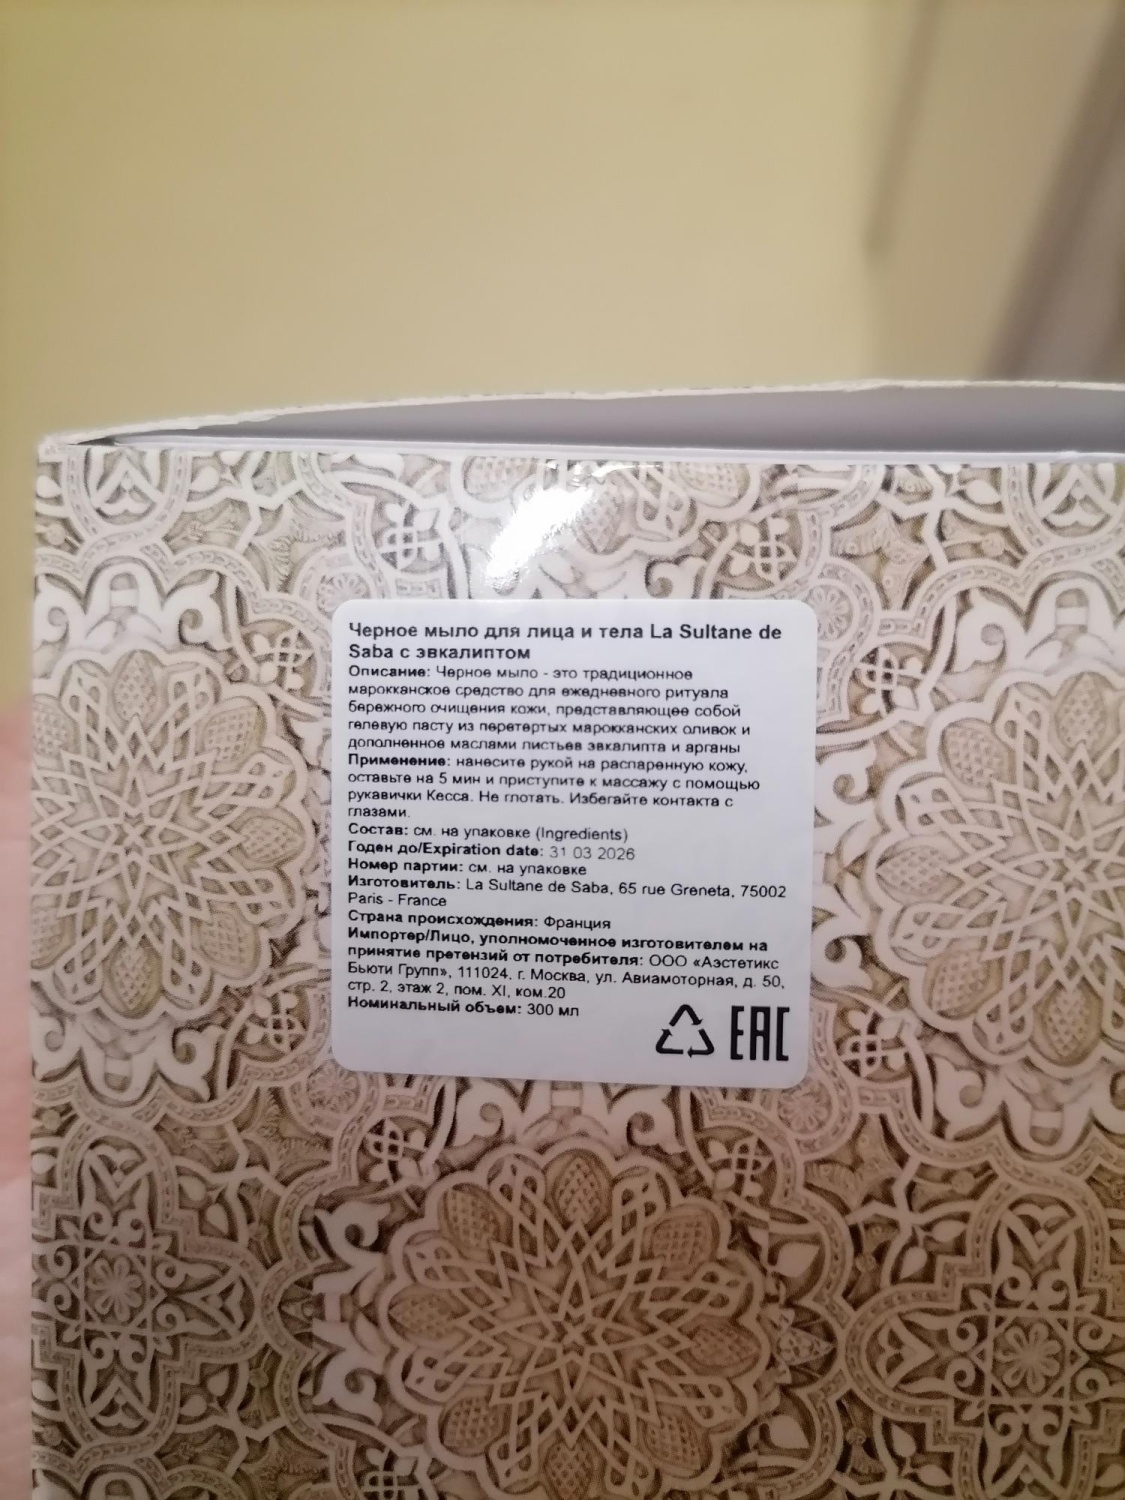 Черное мыло для лица и тела La Sultane de
Saba с эвкалиптом
Описание: Черное мыло - это традиционное
марокканское средство для ежедневного ритуала
бережного очищения кожи, представляющее собой
гелевую пасту из перетертых марокканских оливок и
дополненное маслами листьев эвкалипта и арганы
Применение: нанесите рукой на распаренную кожу,
оставьте на 5 мин и приступите к массажу с помощью
рукавички Кесса. Не глотать. Избегайте контакта с
глазами.
Состав: см. на упаковке (Ingredients)
Годен до/Expiration date: 31 03 2026
Номер партии: см. на упаковке
Изготовитель: La Sultane de Saba, 65 rue Greneta, 75002
Paris - France
Страна происхождения: Франция
Импортер/Лицо, уполномоченное изготовителем на
принятие претензий от потребителя: ООО «Аэстетикс
Бьюти Групп», 111024, г. Москва, ул. Авиамоторная, д. 50,
стр. 2, этаж 2, пом. XI, ком.20
Номинальный объем: 300 мл
EAC